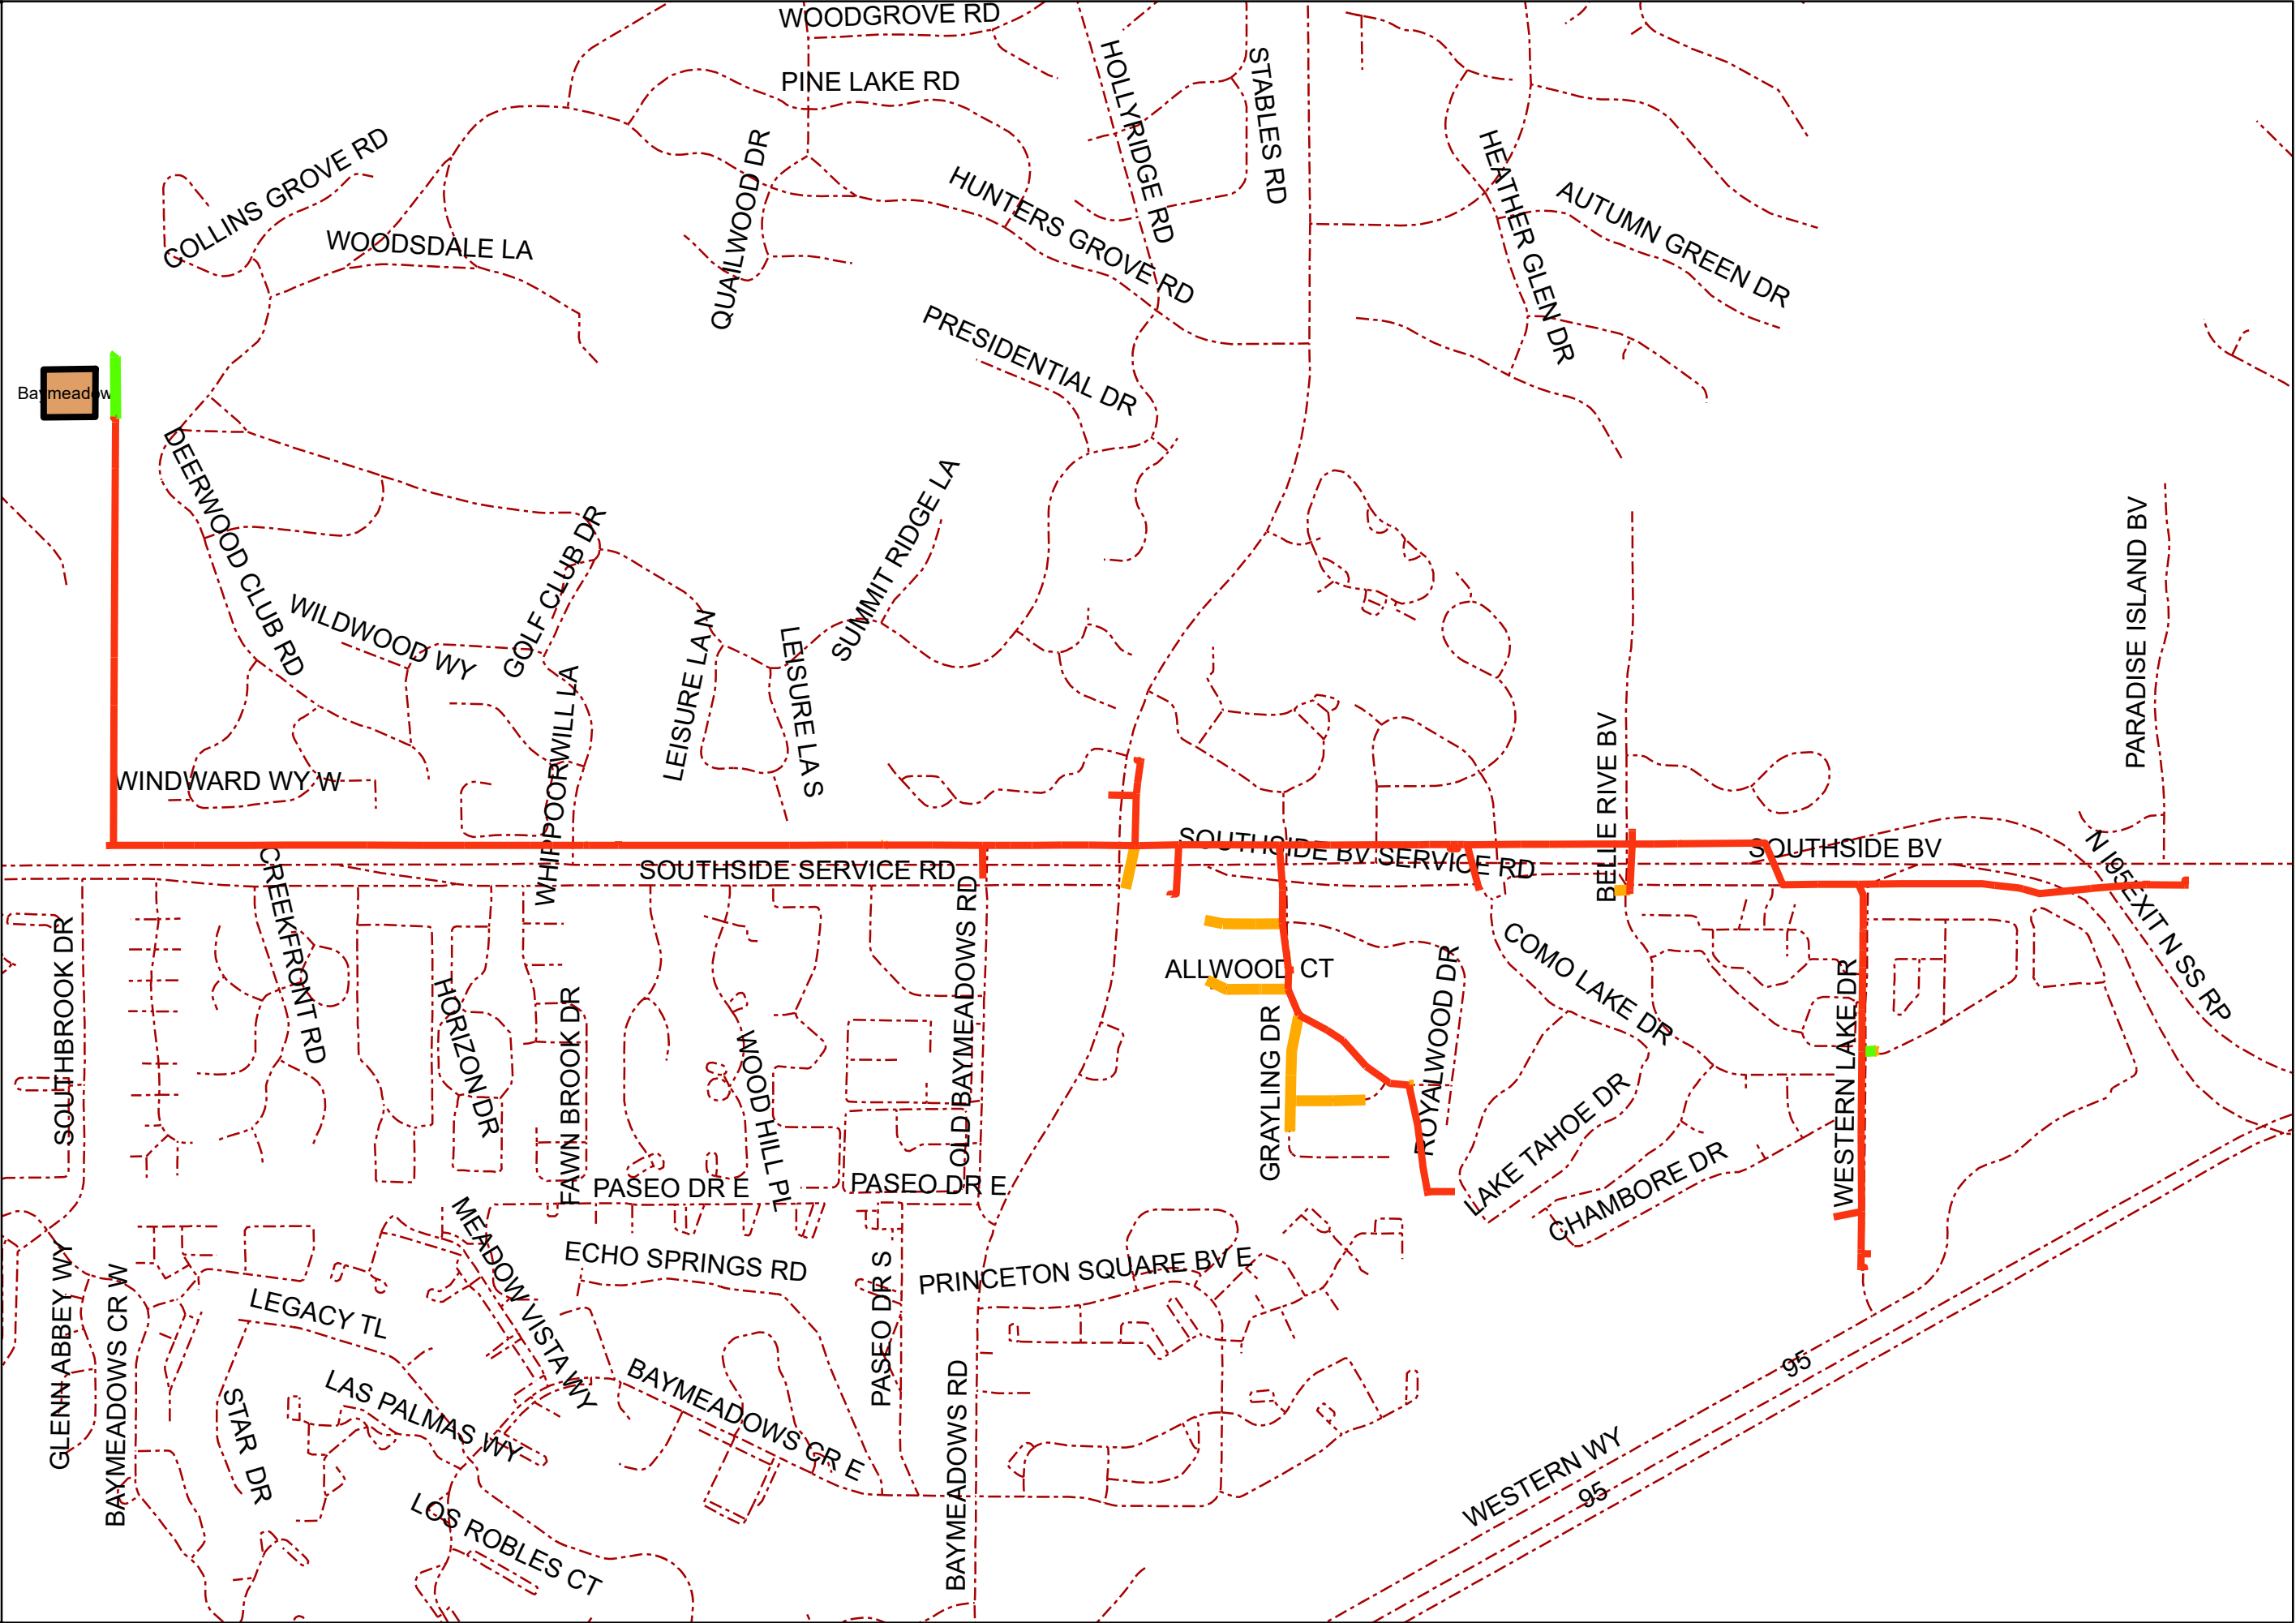 WOODGROVE RD
PINE LAKE RD
HOLLYRIDGE RD
STABLES RD
COLLINS GROVE RD
QUAILWOOD DR
HEATHER GLEN DR
AUTUMN GREEN DR
HUNTERS GROVE RD
WOODSDALE LA
PRESIDENTIAL DR
Baymeadow
DEERWOOD CLUB RD
SUMMIT RIDGE LA
GOLF CLUB DR
PARADISE ISLAND BV
WILDWOOD WY
LEISURE LA N
LEISURE LA S
WHIPPOORWILL LA
BELLE RIVE BV
WINDWARD WY W
SOUTHSIDE BV SERVICE RD
SOUTHSIDE BV
N I95 EXIT N SS RP
SOUTHSIDE SERVICE RD
CREEKFRONT RD
OLD BAYMEADOWS RD
SOUTHBROOK DR
COMO LAKE DR
ALLWOOD CT
ROYALWOOD DR
WESTERN LAKE DR
HORIZON DR
FAWN BROOK DR
WOOD HILL PL
GRAYLING DR
LAKE TAHOE DR
CHAMBORE DR
PASEO DR E
PASEO DR E
MEADOW VISTA WY
ECHO SPRINGS RD
PASEO DR S
PRINCETON SQUARE BV E
GLENN ABBEY WY
BAYMEADOWS CR W
LEGACY TL
LAS PALMAS WY
BAYMEADOWS CR E
BAYMEADOWS RD
STAR DR
95
WESTERN WY
95
LOS ROBLES CT